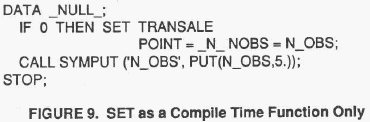 DATA _NULL_;
IF 0 THEN SET TRANSALE
POINT = _N_ NOBS = N_OBS;
CALL SYMPUT ('N_OBS', PUT(N_OBS,5.));
STOP;
FIGURE 9. SET as a Compile Time Function Only